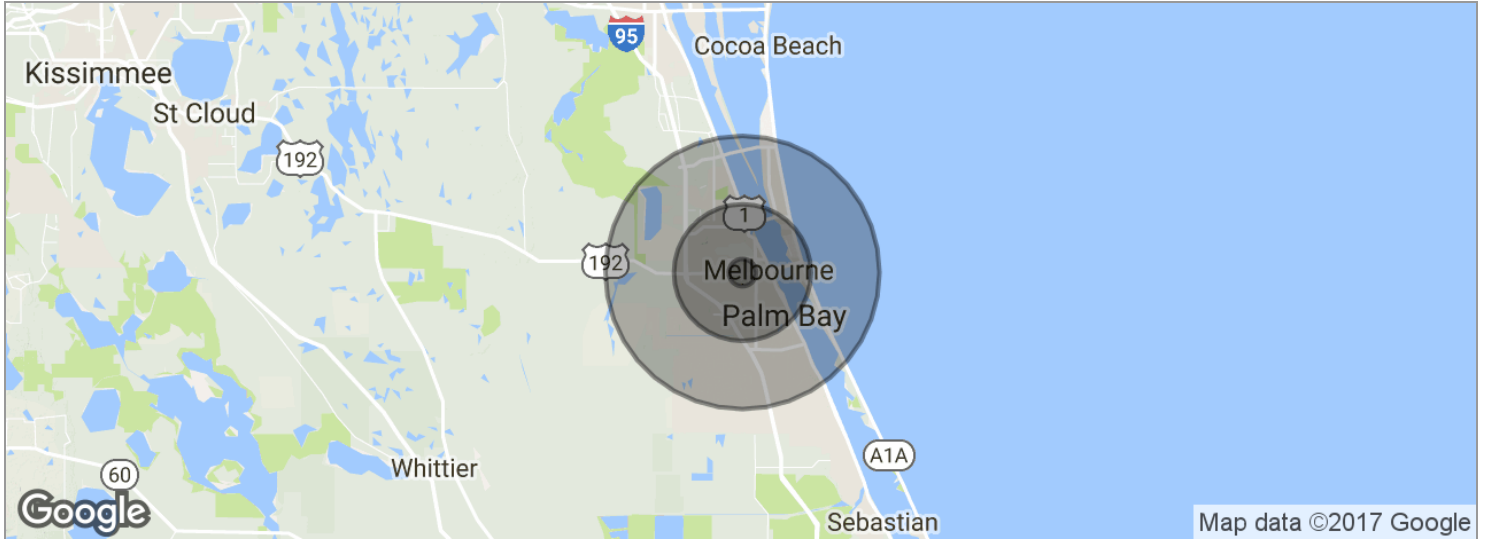 95
Cocoa Beach
Kissimmee
St Cloud
192
1
192
Melbourne
Palm Bay
A1A
Whittier
60
Google
Sebastian
Map data ©2017 Google